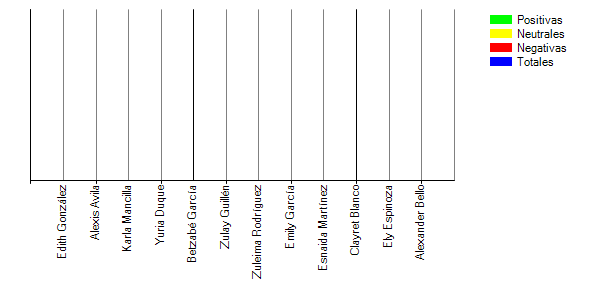 Positivas
Neutrales
Negativas
Totales
Edith González
Alexis Avila
Karla Mancilla
Yuria Duque
Betzabé García
Zulay Guillén
Zuleima Rodríguez
Emily García
Esnaida Martínez
Clayret Blanco
Ely Espinoza
Alexander Bello